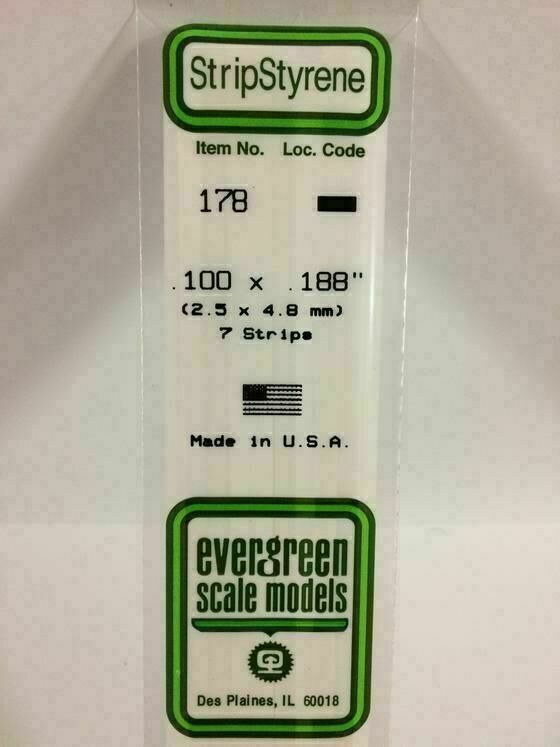 StripStyrene
Item No. Loc. Code
178
.100 x .188"
(2.5 x 4.8 mm)
7 Strips
Made in U.S.A.
evergreen
scale models
Des Plaines, IL 60018